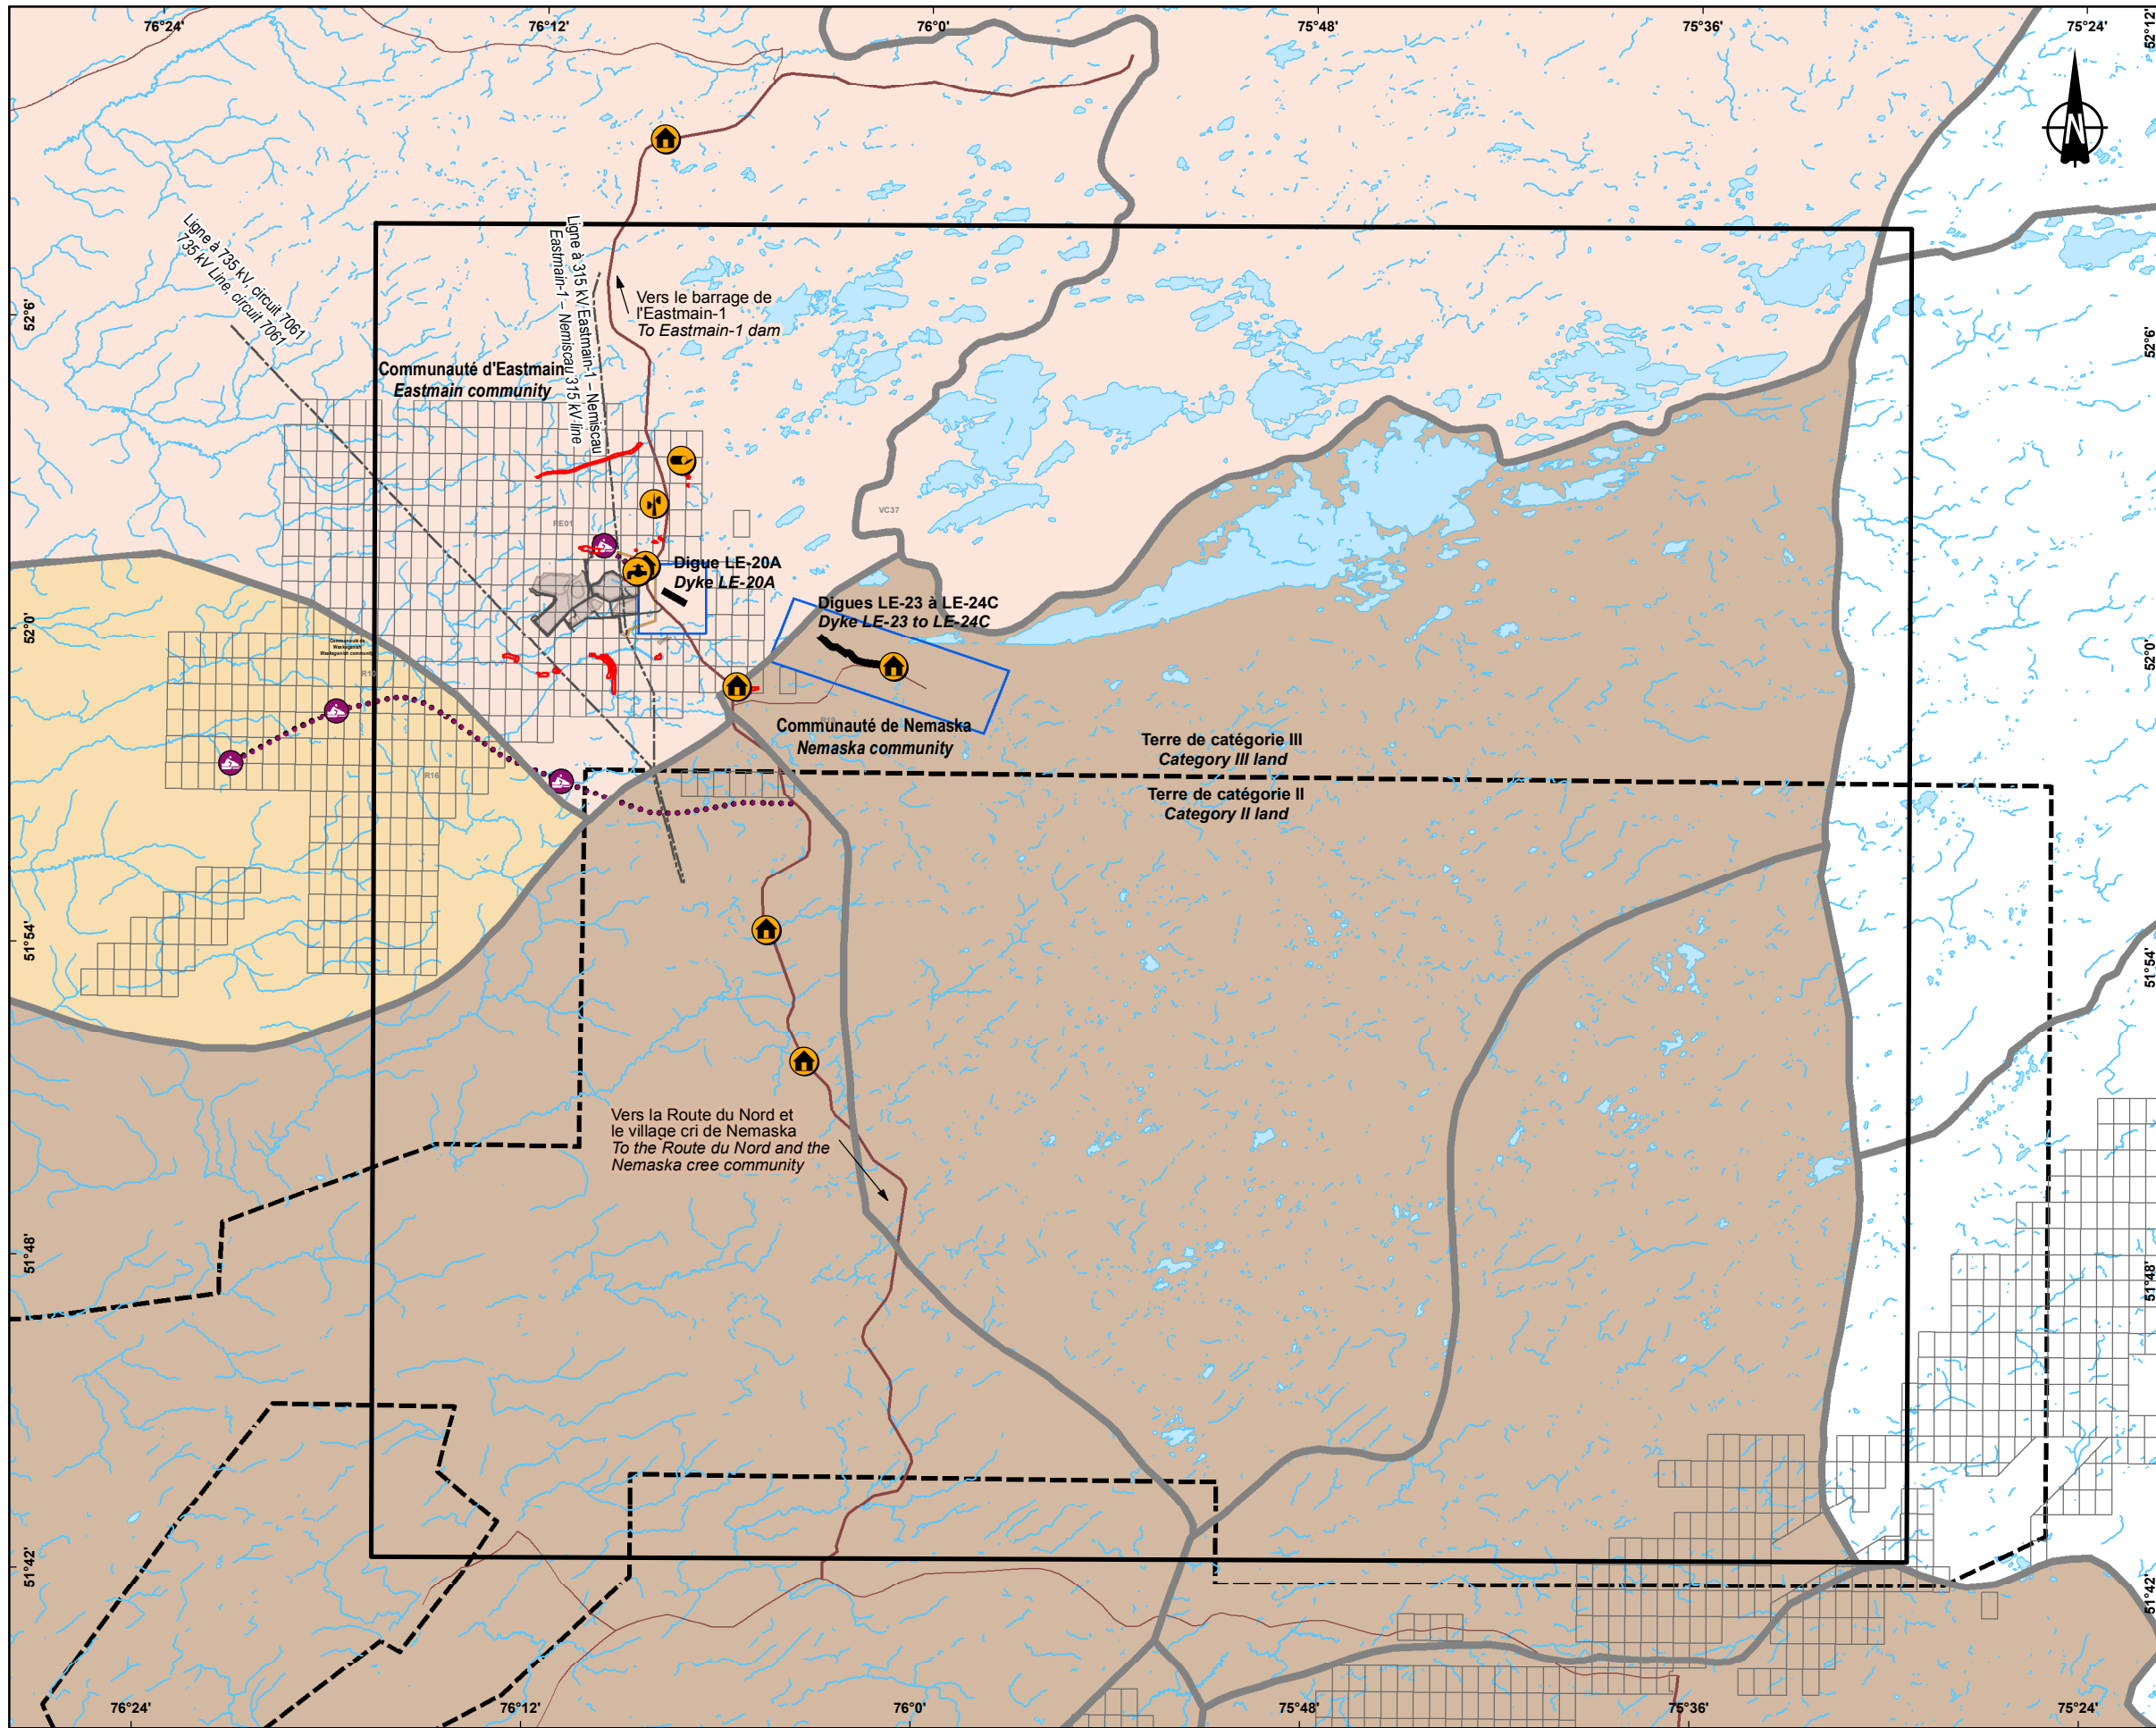 76°24'
76°12'
76°0'
75°48'
75°36'
75°24'
52°12'
N
Ligne à 735 kV, circuit 7061
735 kV Line, circuit 7061
Ligne à 315 kV Eastmain-1 – Nemiscau
Eastmain-1 – Nemiscau 315 kV line
52°6'
Vers le barrage de
l'Eastmain-1
To Eastmain-1 dam
52°6'
Communauté d'Eastmain
Eastmain community
RE01
VC37
Digue LE-20A
Dyke LE-20A
Digues LE-23 à LE-24C
Dyke LE-23 to LE-24C
52°0'
52°0'
Communauté de
Waskaganish
Waskaganish community
R16
Communauté de Nemaska
Nemaska community
Terre de catégorie III
Category III land
Terre de catégorie II
Category II land
51°54'
51°54'
Vers la Route du Nord et
le village cri de Nemaska
To the Route du Nord and the
Nemaska cree community
51°48'
51°48'
51°42'
51°42'
76°24'
76°12'
76°0'
75°48'
75°36'
75°24'